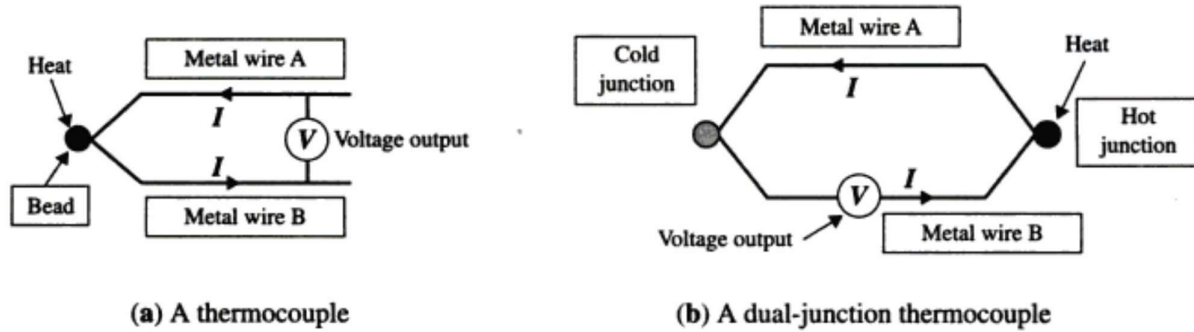 Metal wire A
Heat
I
V
Voltage output
I
Bead
Metal wire B
(a) A thermocouple
Metal wire A
Cold
junction
Heat
I
Hot
junction
I
V
Voltage output
Metal wire B
(b) A dual-junction thermocouple